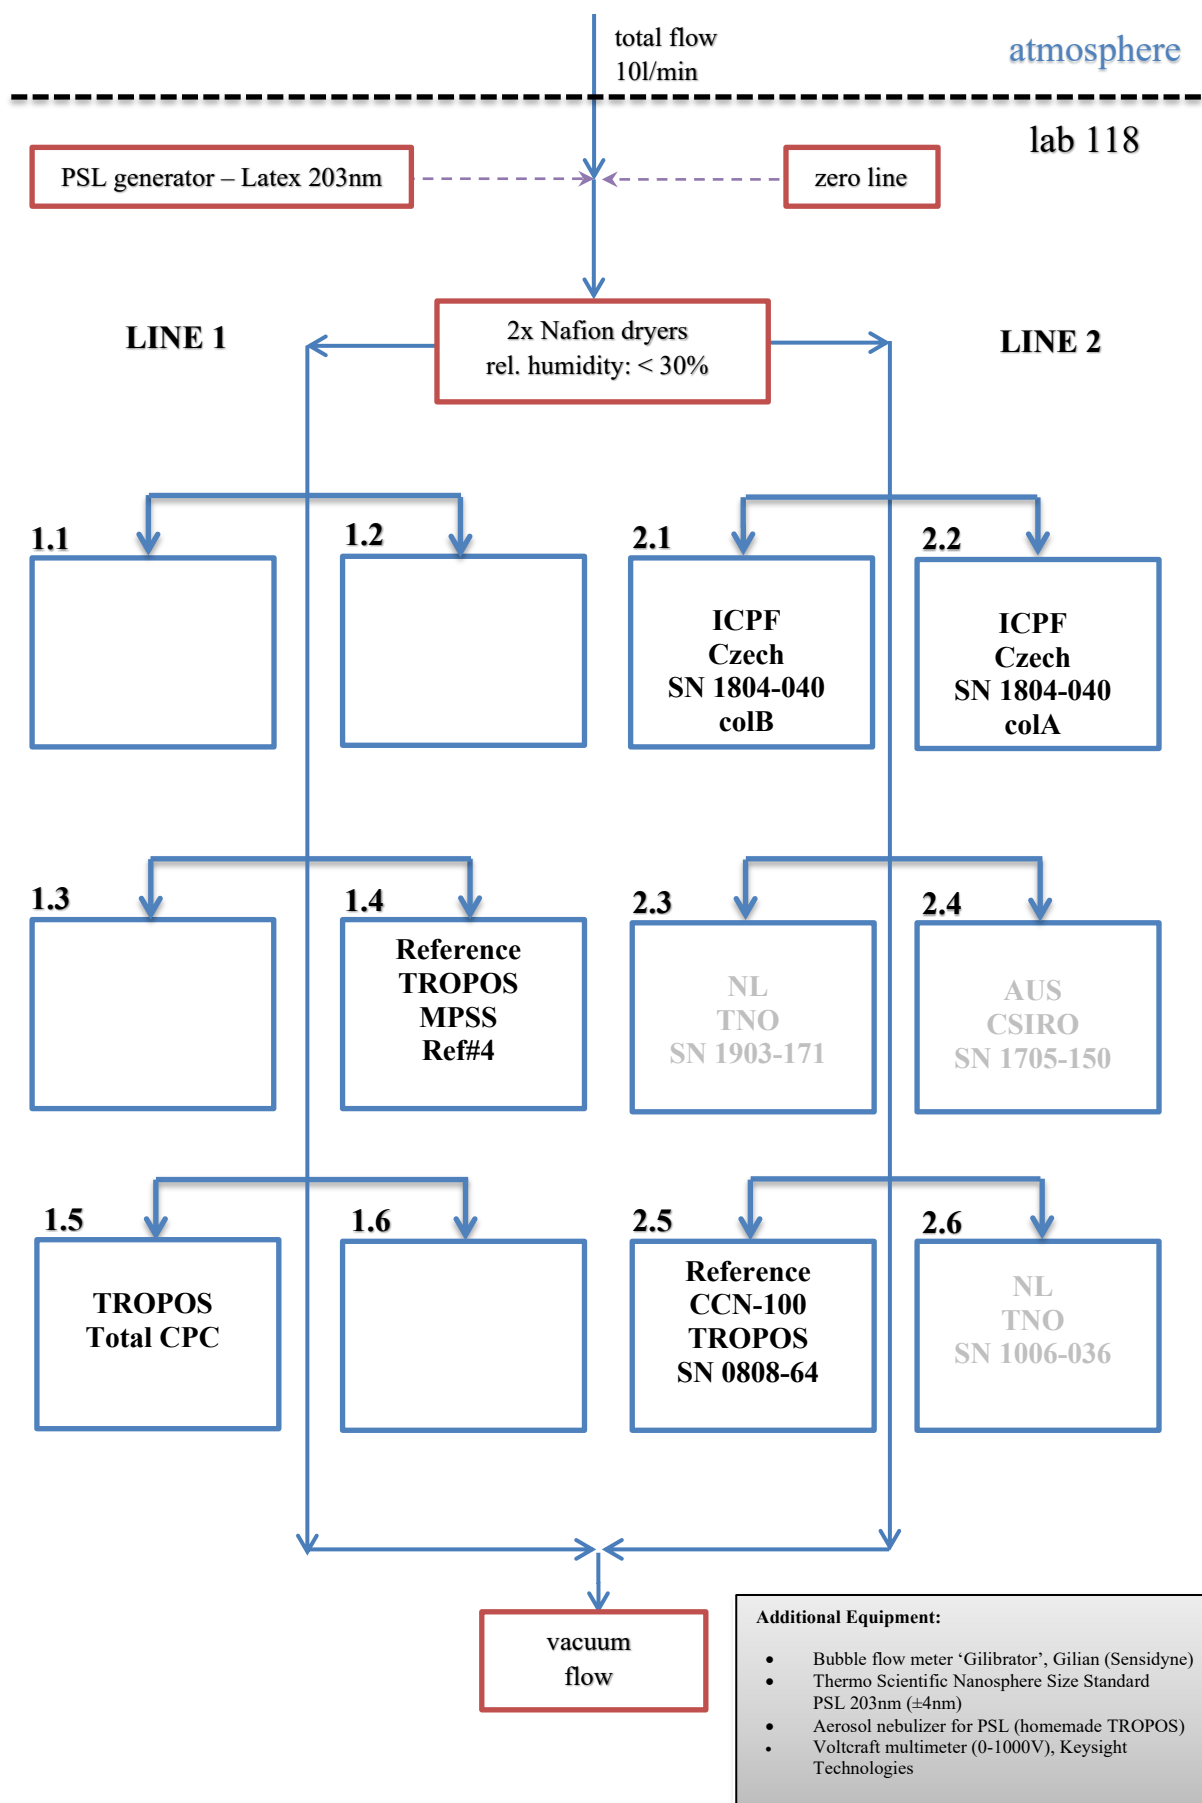 total flow
10l/min
atmosphere
lab 118
PSL generator – Latex 203nm
zero line
LINE 1
2x Nafion dryers
rel. humidity: < 30%
LINE 2
1.1
1.2
2.1
ICPF
Czech
SN 1804-040
colB
2.2
ICPF
Czech
SN 1804-040
colA
1.3
1.4
Reference
TROPOS
MPSS
Ref#4
2.3
NL
TNO
SN 1903-171
2.4
AUS
CSIRO
SN 1705-150
1.5
TROPOS
Total CPC
1.6
2.5
Reference
CCN-100
TROPOS
SN 0808-64
2.6
NL
TNO
SN 1006-036
vacuum
flow
Additional Equipment:
• Bubble flow meter ‘Gilibrator’, Gilian (Sensidyne)
• Thermo Scientific Nanosphere Size Standard
PSL 203nm (±4nm)
• Aerosol nebulizer for PSL (homemade TROPOS)
• Voltcraft multimeter (0-1000V), Keysight
Technologies